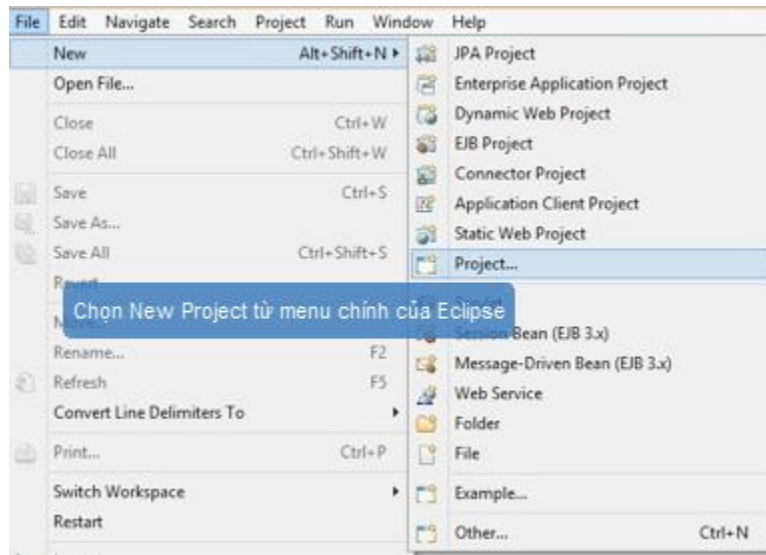 File Edit Navigate Search Project Run Window Help
New Alt+Shift+N
Open File...
Close Ctrl+W
Close All Ctrl+Shift+W
Save Ctrl+S
Save As...
Save All Ctrl+Shift+S
Chọn New Project từ menu chính của Eclipse
Rename... F2
Refresh F5
Convert Line Delimiters To
Print... Ctrl+P
Switch Workspace
Restart
JPA Project
Enterprise Application Project
Dynamic Web Project
EJB Project
Connector Project
Application Client Project
Static Web Project
Project...
Session Bean (EJB 3.x)
Message-Driven Bean (EJB 3.x)
Web Service
Folder
File
Example...
Other... Ctrl+N